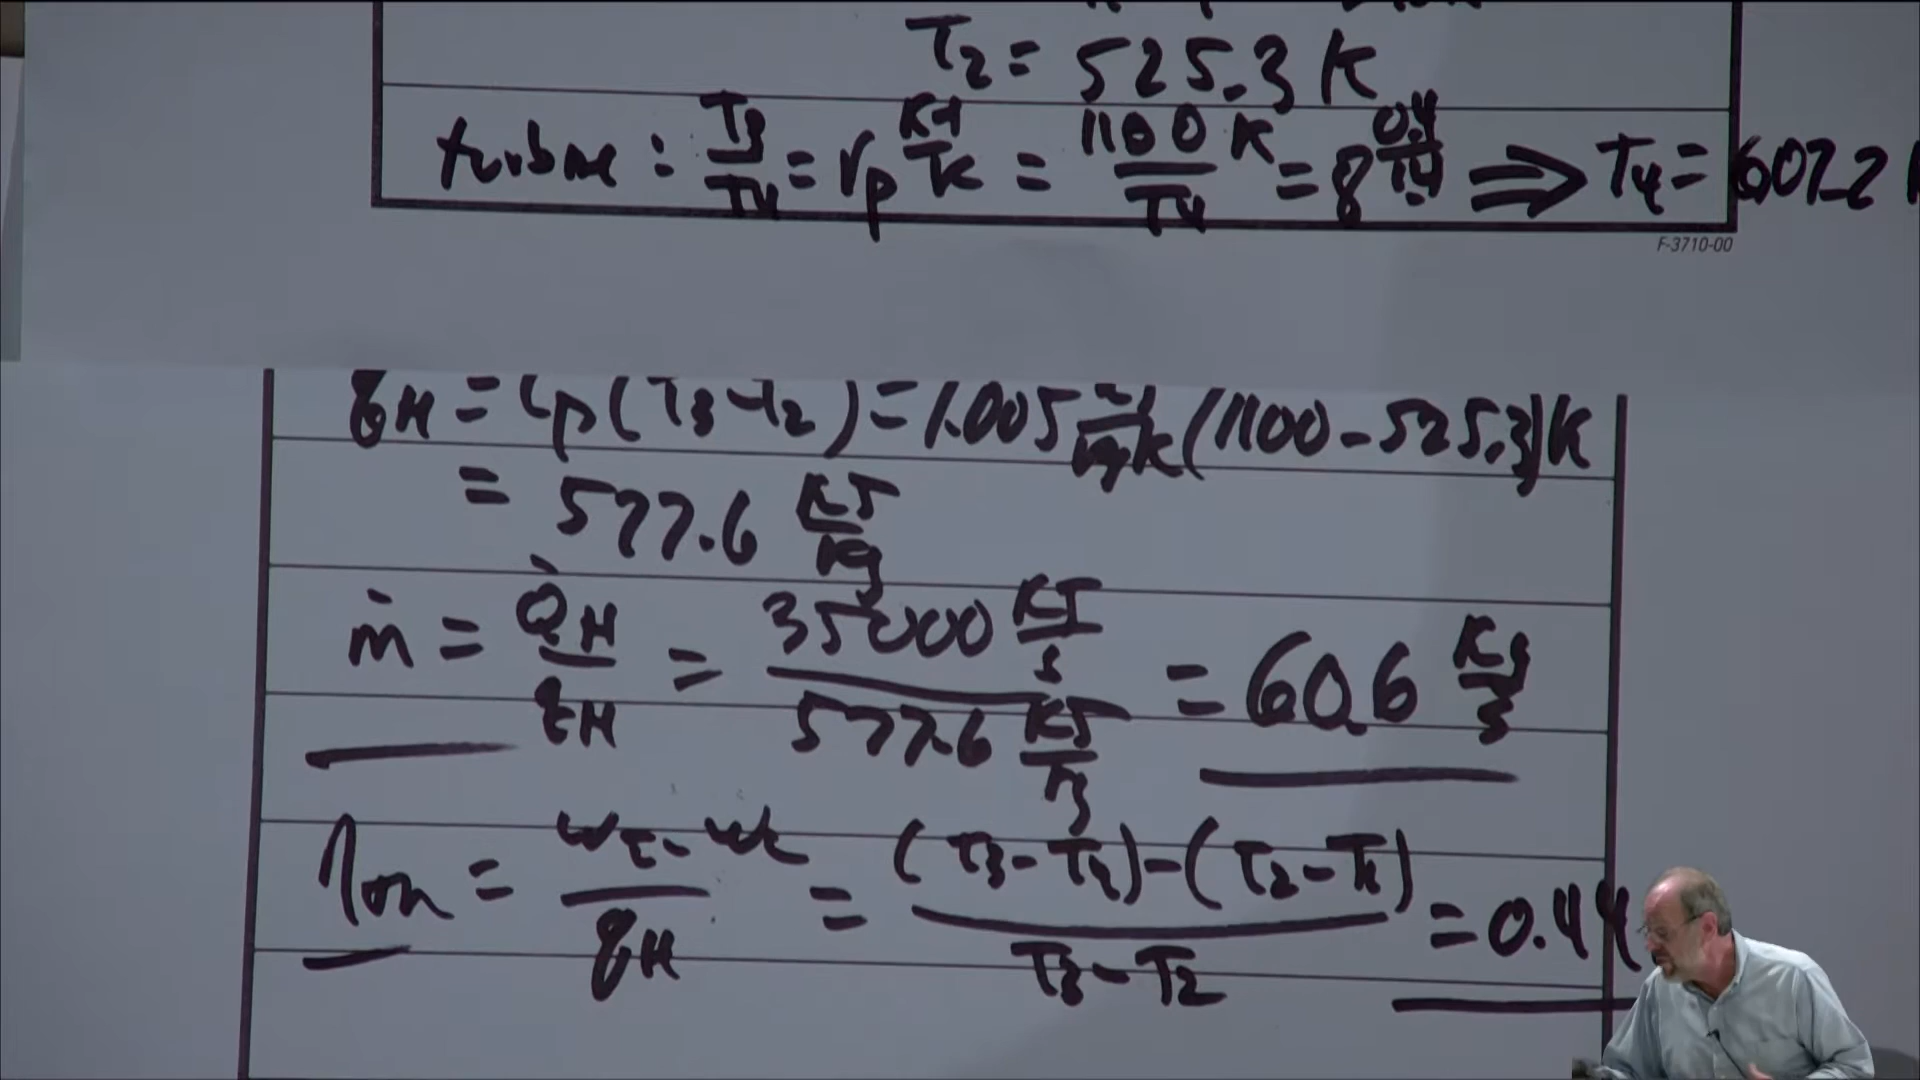 T2 = 525.3 K
turbine : T3/T4 = rp^(k-1/k) = 1100 K/T4 = 8^(0.4/1.4) ⟹ T4 = 607.2 K
F-3710-00
qH = Cp (T3-T2) = 1.005 kJ/kgK (1100 - 525.3) K
= 577.6 KJ/kg
ṁ = Q̇H/qH = 35000 KJ/s / 577.6 KJ/kg = 60.6 Kg/s
ηth = wt - wc / qH = (T3 - T4) - (T2 - T1) / T3 - T2 = 0.44